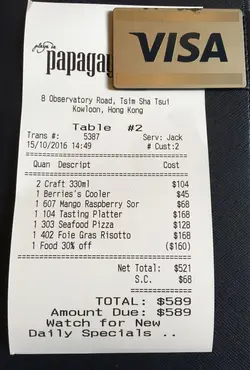 playa de
papagay
VISA
8 Observatory Road, Tsim Sha Tsui
Kowloon, Hong Kong
Table #2
Trans #: 5387 Serv: Jack
15/10/2016 14:49 # Cust:2
Quan Descript Cost
2 Craft 330ml $104
1 Berries's Cooler $45
1 607 Mango Raspberry Sor $68
1 104 Tasting Platter $168
1 303 Seafood Pizza $128
1 402 Foie Gras Risotto $168
1 Food 30% off ($160)
Net Total: $521
S.C. $68
TOTAL: $589
Amount Due: $589
Watch for New
Daily Specials ..